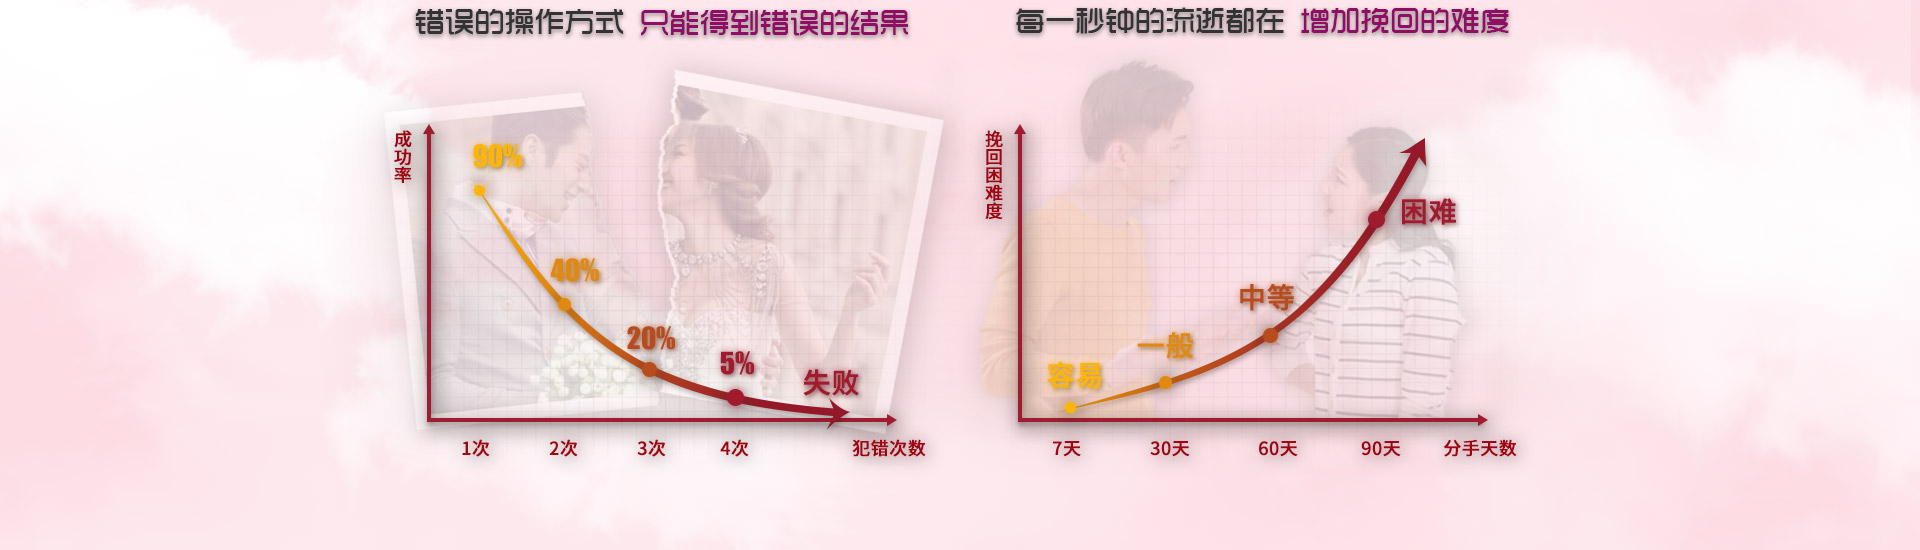 错误的操作方式 只能得到错误的结果
成功率
90%
40%
20%
5%
失败
1次 2次 3次 4次 犯错次数
每一秒钟的流逝都在 增加挽回的难度
挽回困难度
困难
中等
一般
容易
7天 30天 60天 90天 分手天数